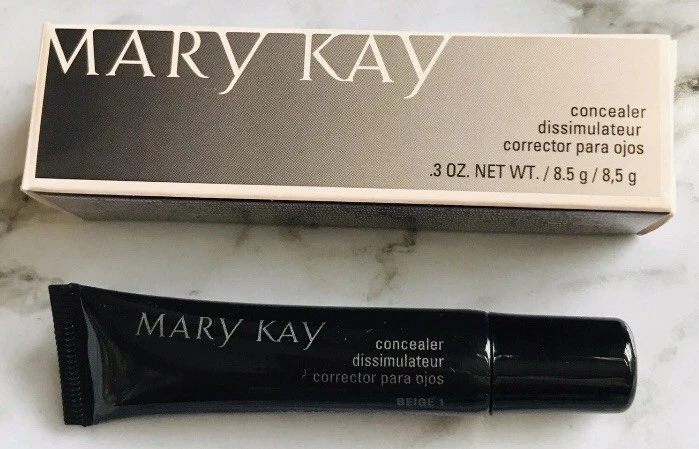 MARY KAY
concealer
dissimulateur
corrector para ojos
.3 OZ. NET WT. / 8.5 g / 8,5 g
MARY KAY
concealer
dissimulateur
corrector para ojos
BEIGE 1